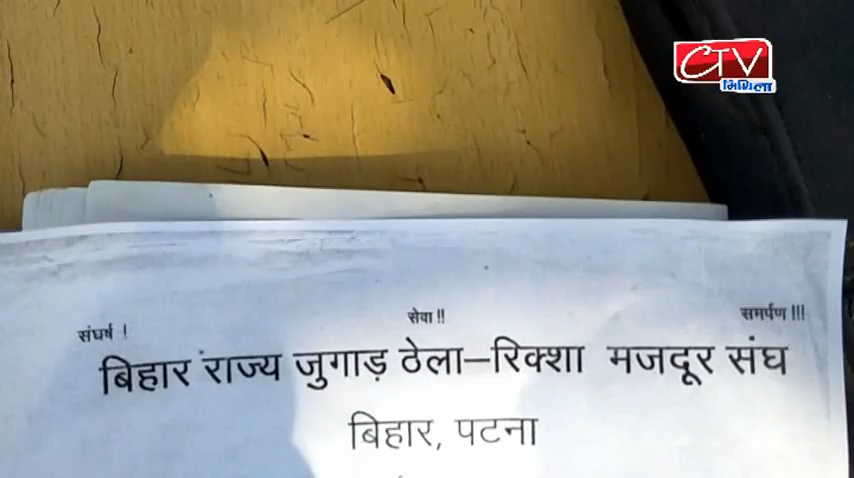 CTV
मिथिला
संघर्ष ! सेवा !! समर्पण !!!
बिहार राज्य जुगाड़ ठेला–रिक्शा मजदूर संघ
बिहार, पटना